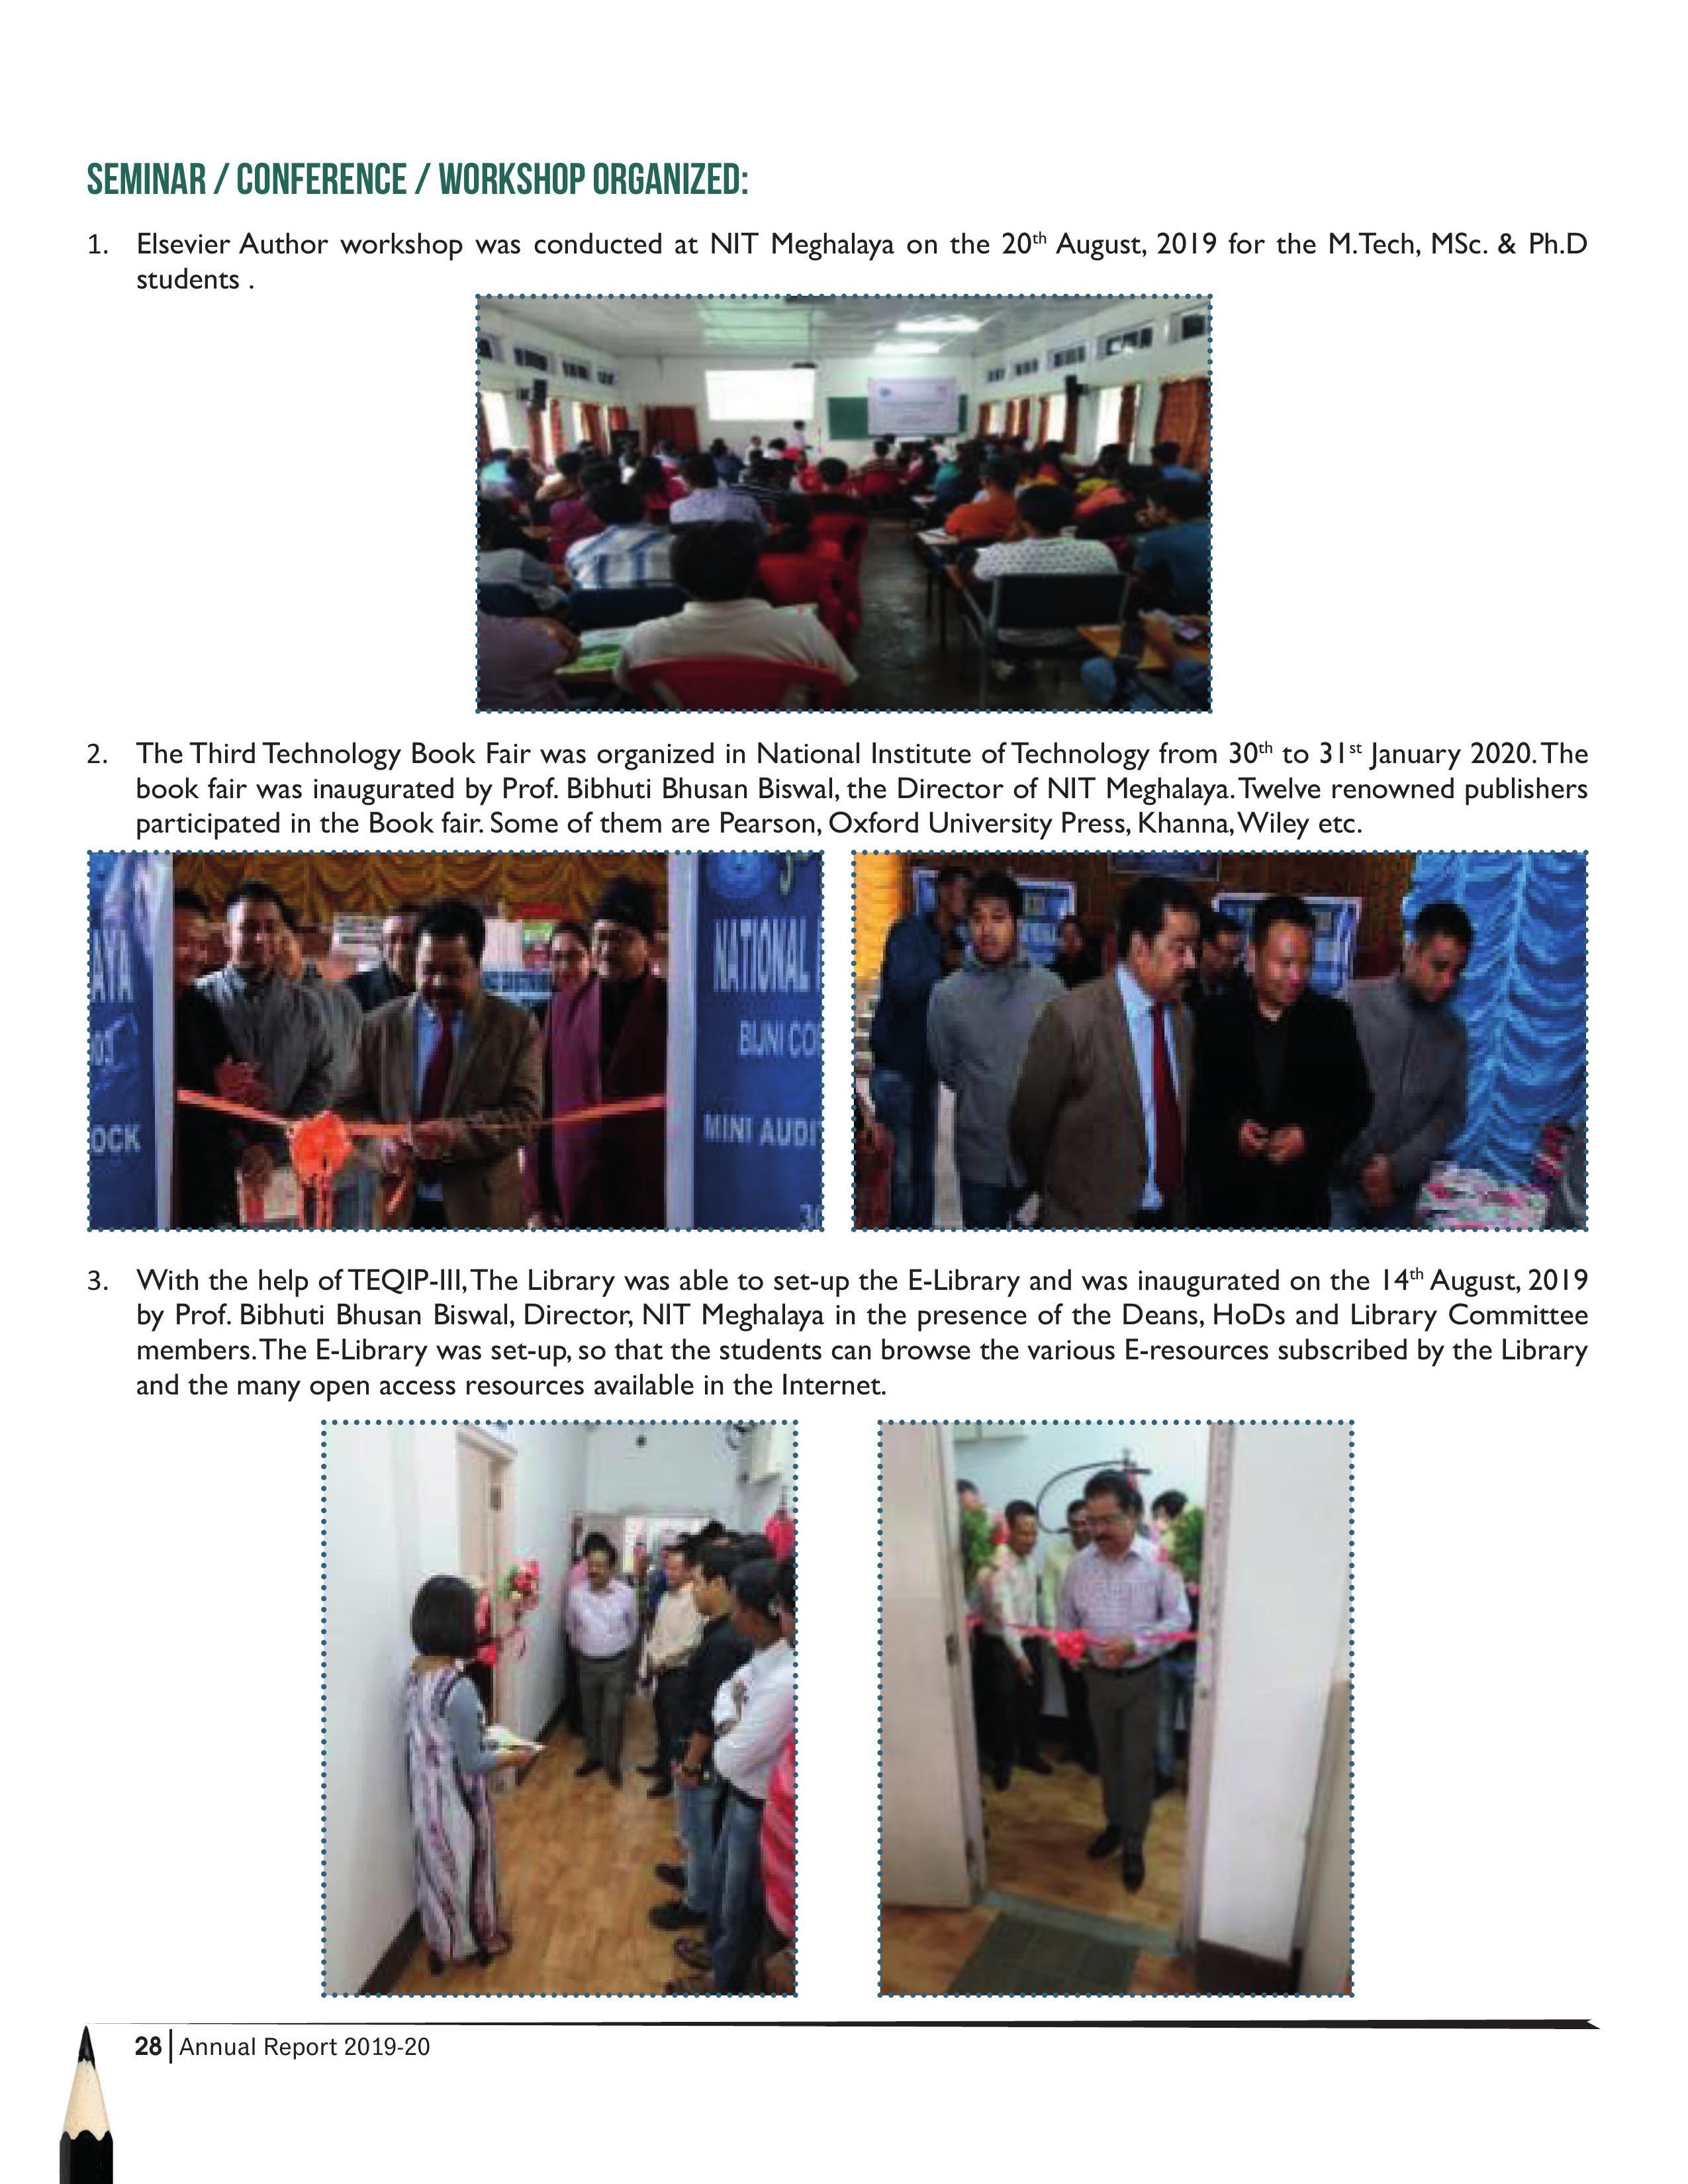 SEMINAR / CONFERENCE / WORKSHOP ORGANIZED:
1. Elsevier Author workshop was conducted at NIT Meghalaya on the 20th August, 2019 for the M.Tech, MSc. & Ph.D
students .
2. The Third Technology Book Fair was organized in National Institute of Technology from 30th to 31st January 2020. The
book fair was inaugurated by Prof. Bibhuti Bhusan Biswal, the Director of NIT Meghalaya. Twelve renowned publishers
participated in the Book fair. Some of them are Pearson, Oxford University Press, Khanna, Wiley etc.
AYA
OCK
NATIONAL
BIJNI CO
MINI AUDI
3. With the help of TEQIP-III, The Library was able to set-up the E-Library and was inaugurated on the 14th August, 2019
by Prof. Bibhuti Bhusan Biswal, Director, NIT Meghalaya in the presence of the Deans, HoDs and Library Committee
members. The E-Library was set-up, so that the students can browse the various E-resources subscribed by the Library
and the many open access resources available in the Internet.
28 | Annual Report 2019-20